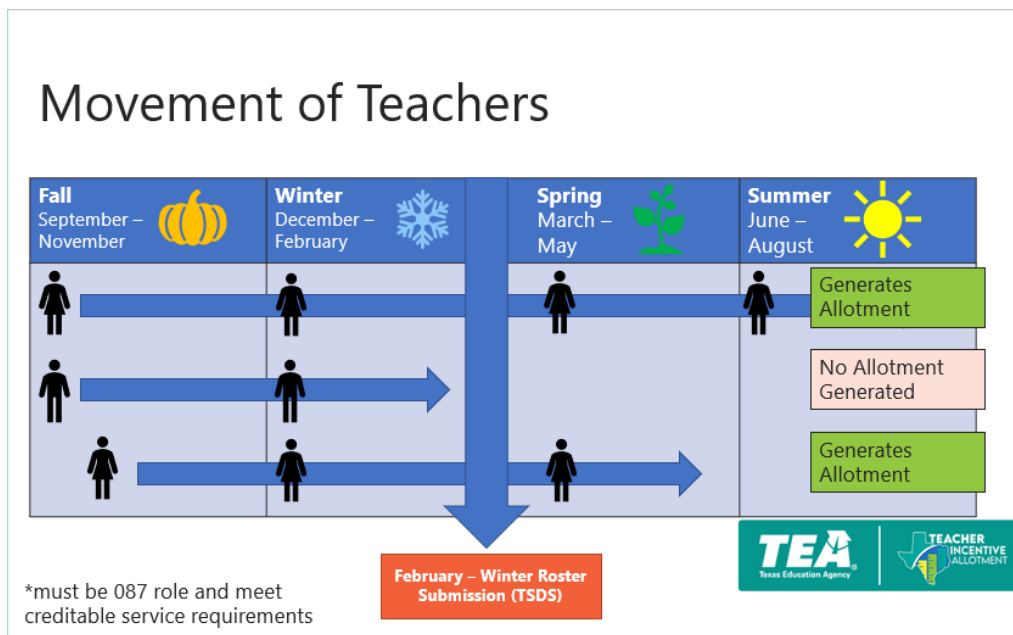 Movement of Teachers
Fall
September –
November
Winter
December –
February
Spring
March –
May
Summer
June –
August
Generates
Allotment
No Allotment
Generated
Generates
Allotment
February – Winter Roster
Submission (TSDS)
*must be 087 role and meet
creditable service requirements
TEA
Texas Education Agency
TEACHER
INCENTIVE
ALLOTMENT